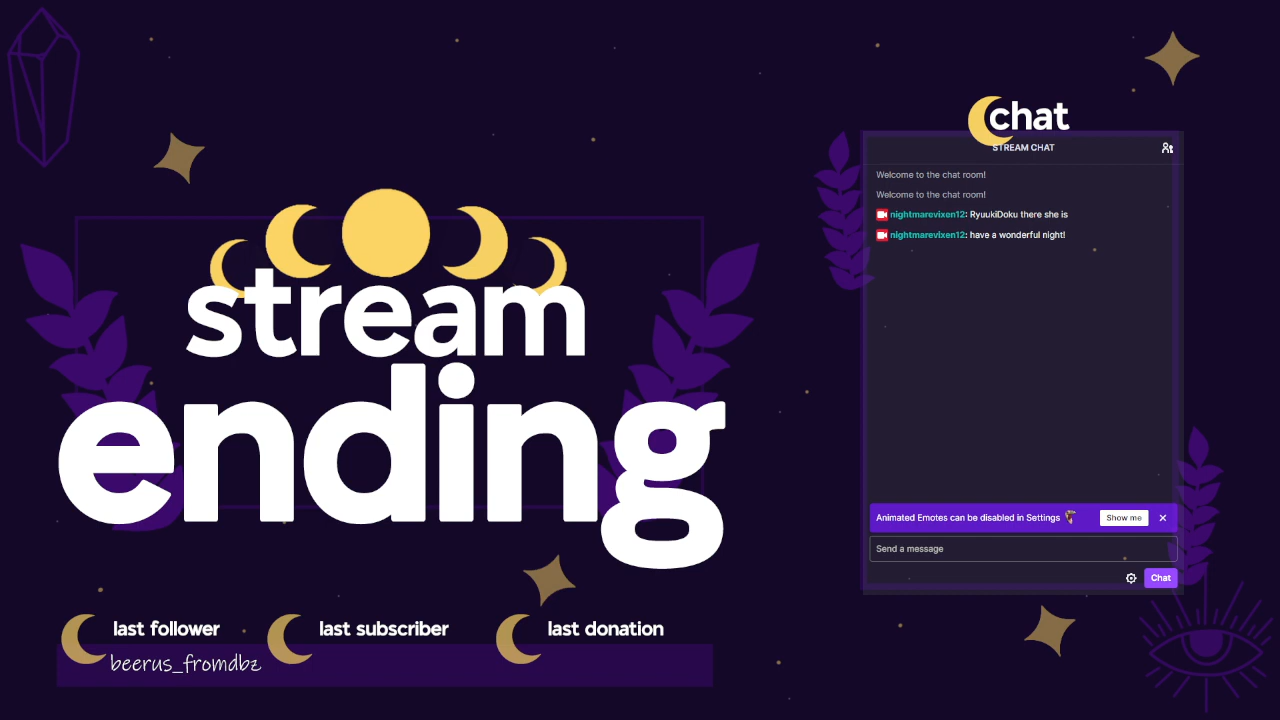 stream
ending
last follower
last subscriber
last donation
beerus_fromdbz
chat
STREAM CHAT
Welcome to the chat room!
Welcome to the chat room!
nightmarevixen12: RyuukiDoku there she is
nightmarevixen12: have a wonderful night!
Animated Emotes can be disabled in Settings
Show me
Send a message
Chat